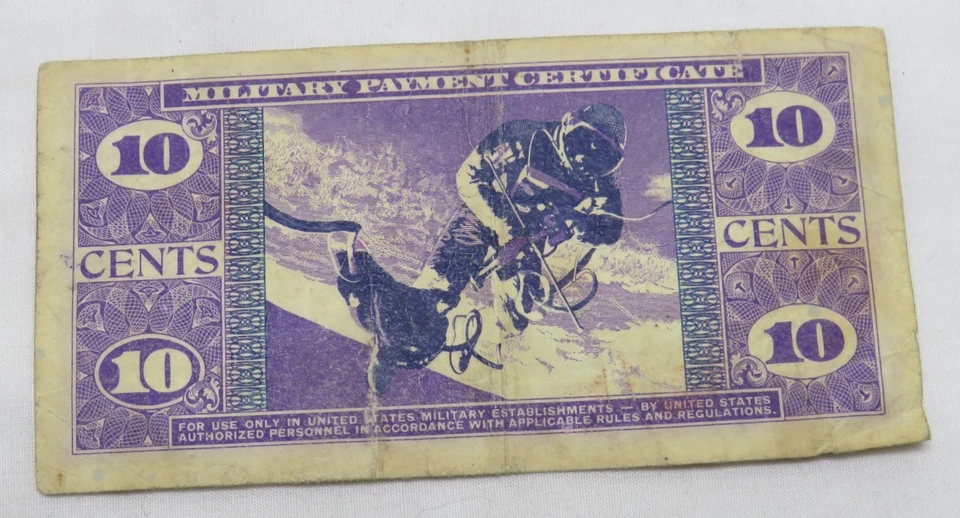 MILITARY PAYMENT CERTIFICATE
10
10
CENTS
CENTS
10
10
FOR USE ONLY IN UNITED STATES MILITARY ESTABLISHMENTS — BY UNITED STATES
AUTHORIZED PERSONNEL IN ACCORDANCE WITH APPLICABLE RULES AND REGULATIONS.